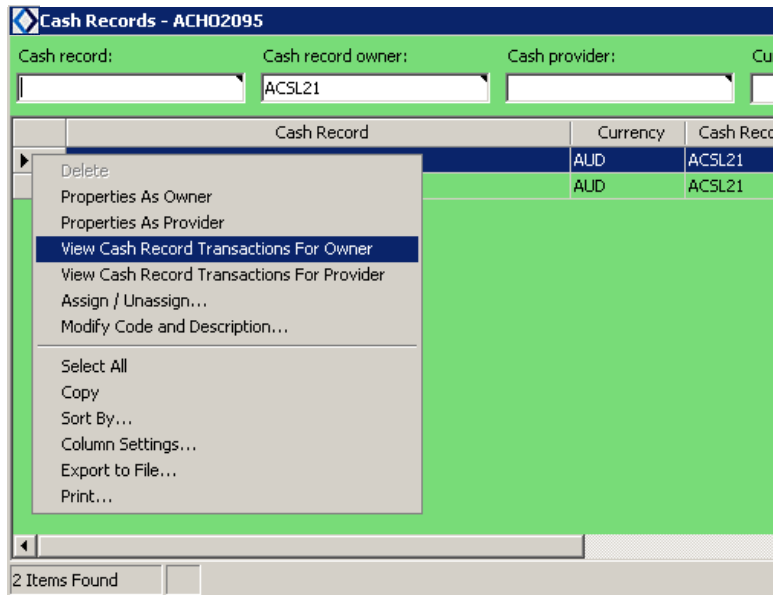 Cash Records - ACHO2095
Cash record: Cash record owner: Cash provider:
ACSL21
Cash Record Currency
AUD ACSL21
AUD ACSL21
Delete
Properties As Owner
Properties As Provider
View Cash Record Transactions For Owner
View Cash Record Transactions For Provider
Assign / Unassign...
Modify Code and Description...
Select All
Copy
Sort By...
Column Settings...
Export to File...
Print...
2 Items Found